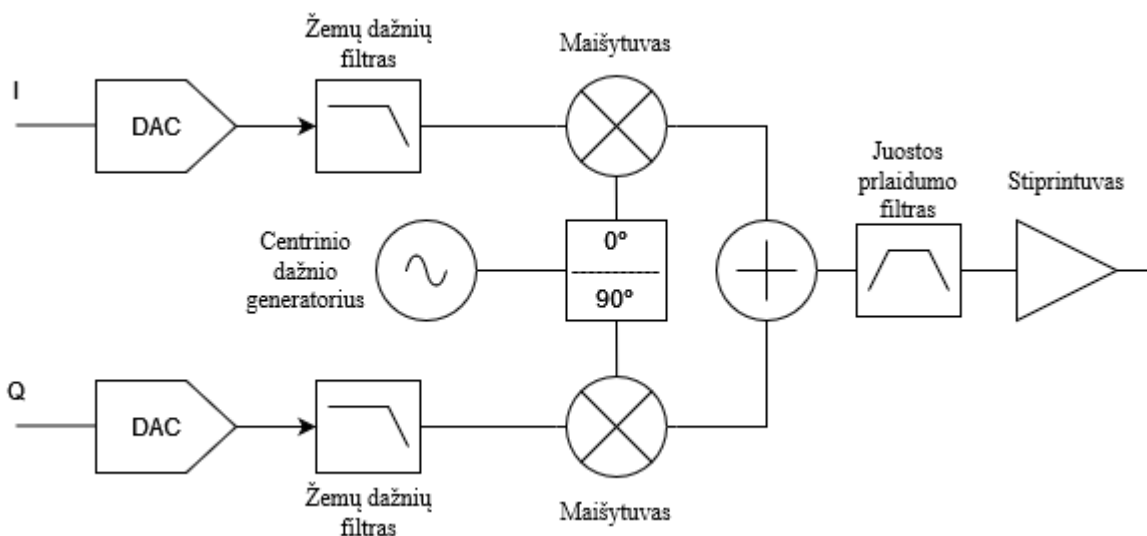 Žemų dažnių
filtras
Maišytuvas
I
DAC
Juostos
prlaidumo
filtras
Stiprintuvas
Centrinio
dažnio
generatorius
0°
90°
Q
DAC
Žemų dažnių
filtras
Maišytuvas